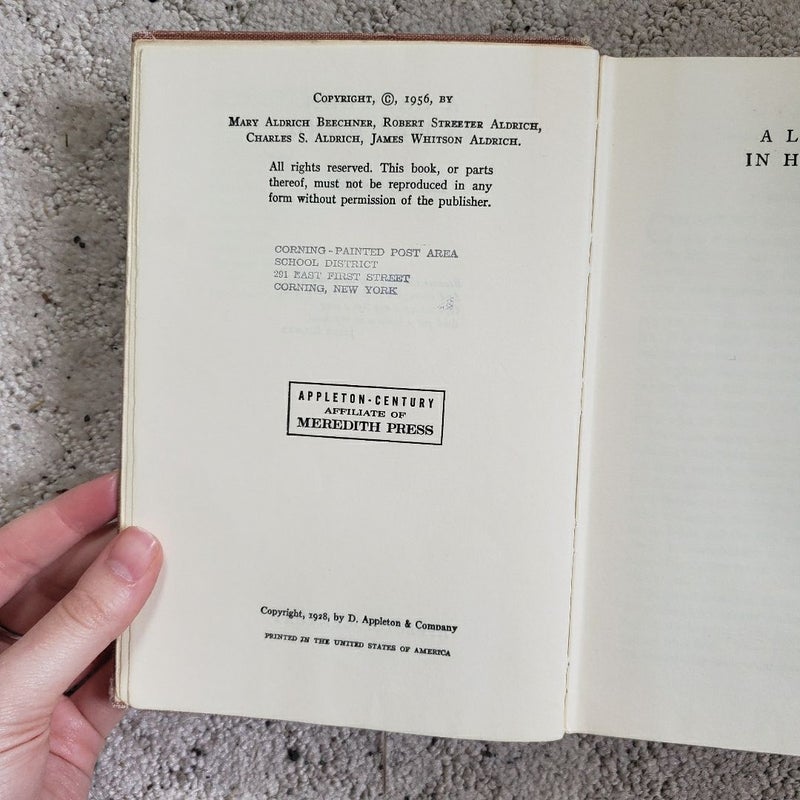 Copyright, ©, 1956, by
Mary Aldrich Beechner, Robert Streeter Aldrich,
Charles S. Aldrich, James Whitson Aldrich.
All rights reserved. This book, or parts
thereof, must not be reproduced in any
form without permission of the publisher.
CORNING-PAINTED POST AREA
SCHOOL DISTRICT
291 EAST FIRST STREET
CORNING, NEW YORK
APPLETON-CENTURY
AFFILIATE OF
MEREDITH PRESS
Copyright, 1928, by D. Appleton & Company
PRINTED IN THE UNITED STATES OF AMERICA
A L
IN H